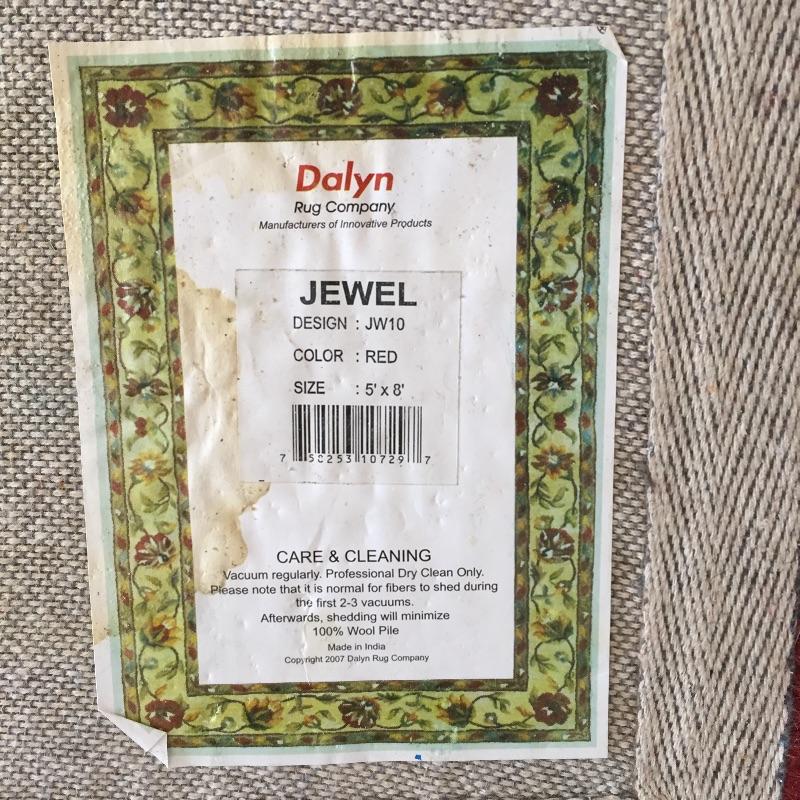 Dalyn
Rug Company
Manufacturers of Innovative Products
JEWEL
DESIGN : JW10
COLOR : RED
SIZE : 5' x 8'
7 50253 10729 7
CARE & CLEANING
Vacuum regularly. Professional Dry Clean Only.
Please note that it is normal for fibers to shed during
the first 2-3 vacuums.
Afterwards, shedding will minimize
100% Wool Pile
Made in India
Copyright 2007 Dalyn Rug Company